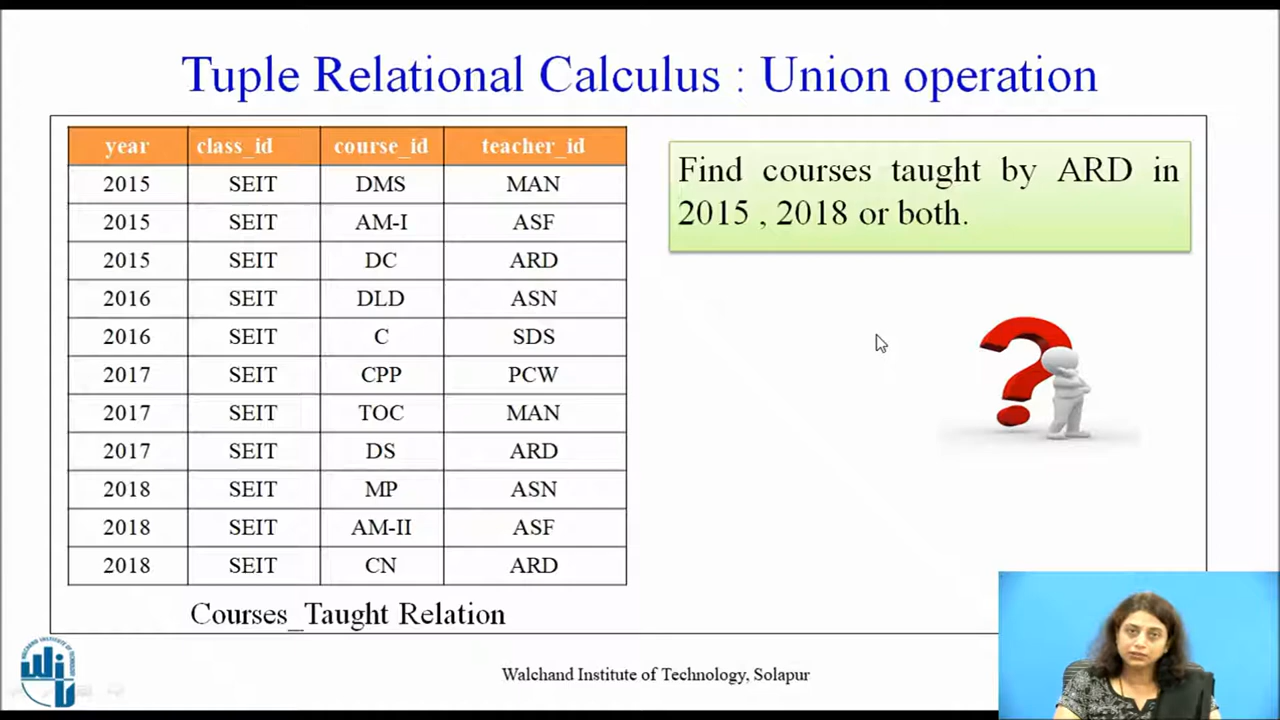 Tuple Relational Calculus : Union operation
year class_id course_id teacher_id
2015 SEIT DMS MAN
2015 SEIT AM-I ASF
2015 SEIT DC ARD
2016 SEIT DLD ASN
2016 SEIT C SDS
2017 SEIT CPP PCW
2017 SEIT TOC MAN
2017 SEIT DS ARD
2018 SEIT MP ASN
2018 SEIT AM-II ASF
2018 SEIT CN ARD
Courses_Taught Relation
Find courses taught by ARD in
2015 , 2018 or both.
Walchand Institute of Technology, Solapur